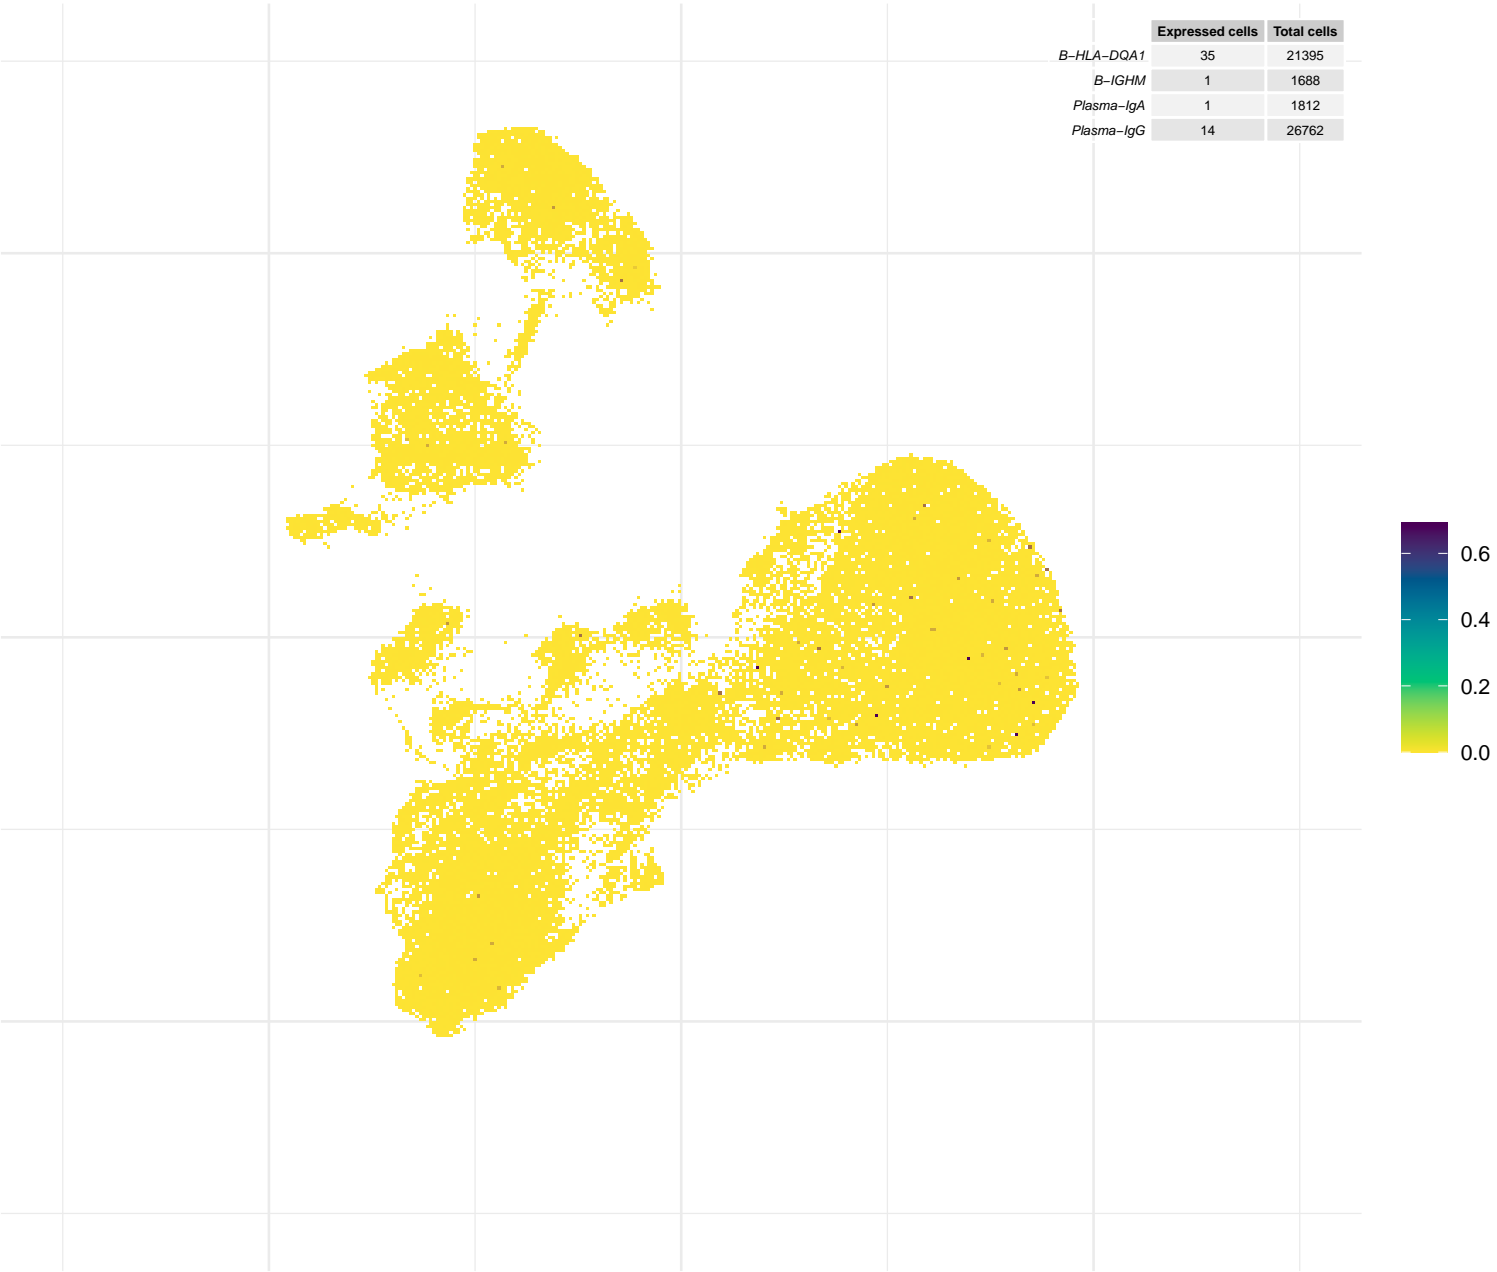 Expressed cells Total cells
B−HLA−DQA1 35 21395
B−IGHM 1 1688
Plasma−IgA 1 1812
Plasma−IgG 14 26762
0.6
0.4
0.2
0.0